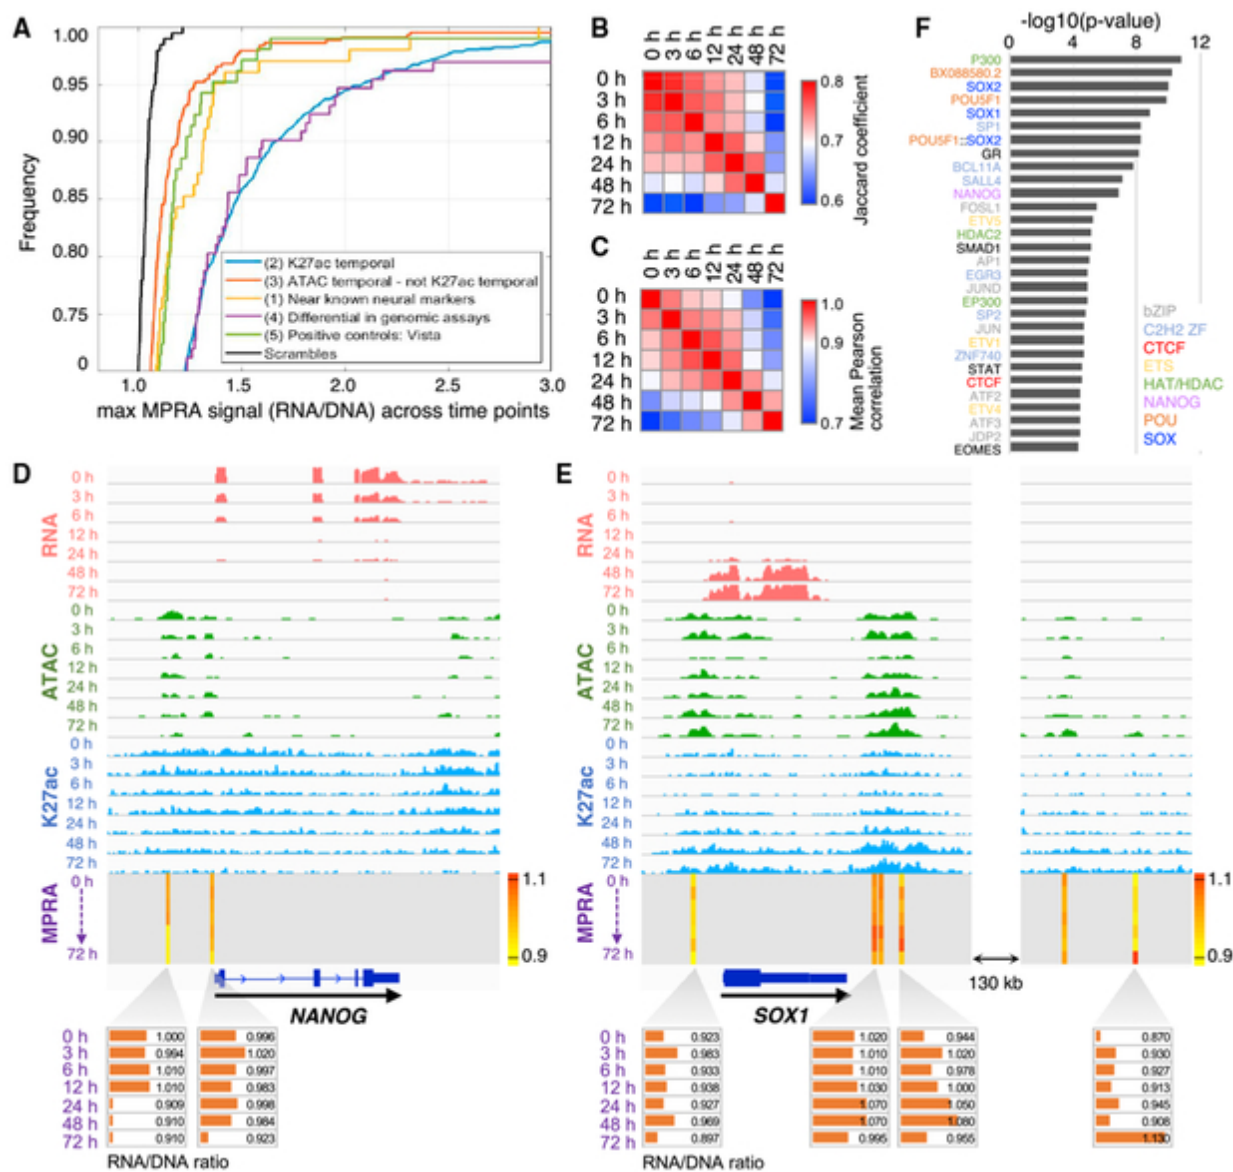 A
Frequency
1.00
0.95
0.90
0.85
0.80
0.75
0
(2) K27ac temporal
(3) ATAC temporal - not K27ac temporal
(1) Near known neural markers
(4) Differential in genomic assays
(5) Positive controls: Vista
Scrambles
1.0 1.5 2.0 2.5 3.0
max MPRA signal (RNA/DNA) across time points
B
0 h 3 h 6 h 12 h 24 h 48 h 72 h
0 h
3 h
6 h
12 h
24 h
48 h
72 h
0.8
0.7
0.6
Jaccard coefficient
C
0 h 3 h 6 h 12 h 24 h 48 h 72 h
0 h
3 h
6 h
12 h
24 h
48 h
72 h
1.0
0.9
0.7
Mean Pearson
correlation
F
-log10(p-value)
0 4 8 12
P300
BX088580.2
SOX2
POU5F1
SOX1
SP1
POU5F1::SOX2
GR
BCL11A
SALL4
NANOG
FOSL1
ETV5
HDAC2
SMAD1
AP1
EGR3
JUND
EP300
SP2
JUN
ETV1
ZNF740
STAT
CTCF
ATF2
ETV4
ATF3
JDP2
EOMES
bZIP
C2H2 ZF
CTCF
ETS
HAT/HDAC
NANOG
POU
SOX
D
RNA
0 h
3 h
6 h
12 h
24 h
48 h
72 h
ATAC
0 h
3 h
6 h
12 h
24 h
48 h
72 h
K27ac
0 h
3 h
6 h
12 h
24 h
48 h
72 h
MPRA
0 h
72 h
1.1
0.9
NANOG
0 h 1.000 0.996
3 h 0.994 1.020
6 h 1.010 0.997
12 h 1.010 0.983
24 h 0.909 0.998
48 h 0.910 0.984
72 h 0.910 0.923
RNA/DNA ratio
E
RNA
0 h
3 h
6 h
12 h
24 h
48 h
72 h
ATAC
0 h
3 h
6 h
12 h
24 h
48 h
72 h
K27ac
0 h
3 h
6 h
12 h
24 h
48 h
72 h
MPRA
0 h
72 h
1.1
0.9
130 kb
SOX1
0 h 0.923 1.020 0.944 0.870
3 h 0.983 1.010 1.020 0.930
6 h 0.933 1.010 0.978 0.927
12 h 0.938 1.030 1.000 0.913
24 h 0.927 1.070 1.050 0.945
48 h 0.969 1.070 1.080 0.908
72 h 0.897 0.995 0.955 1.130
RNA/DNA ratio